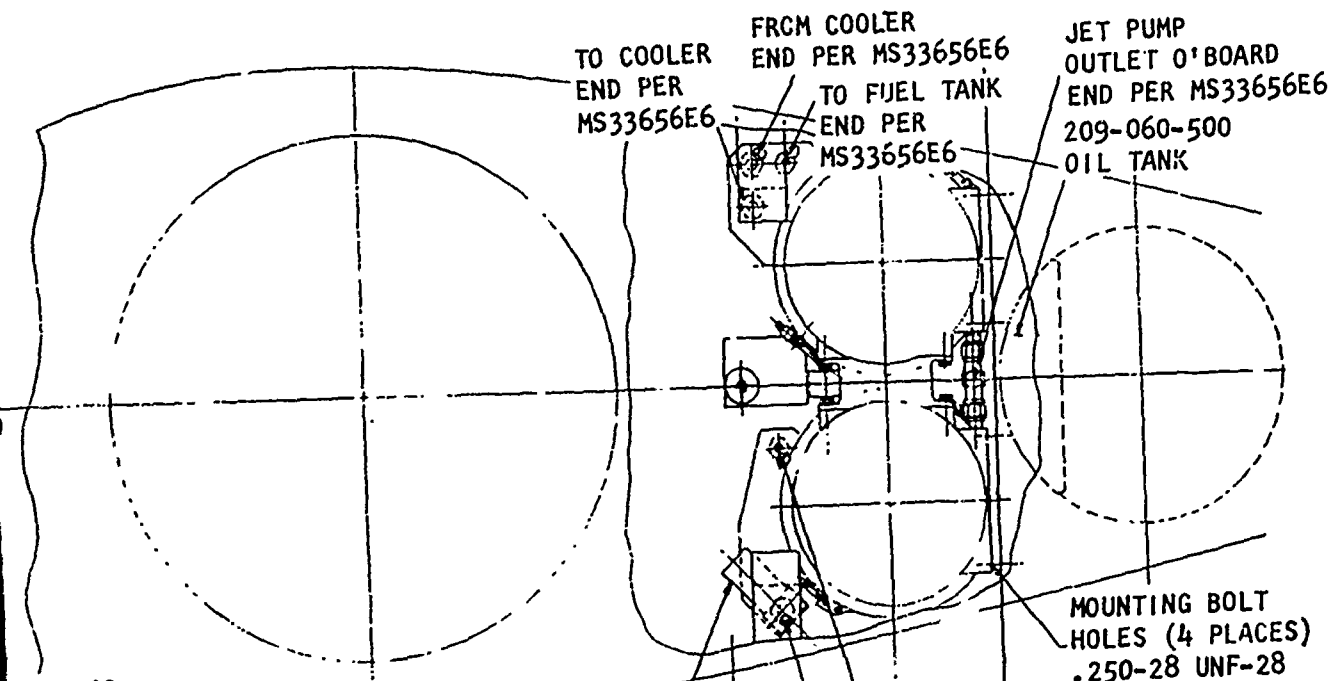 TO COOLER
END PER
MS33656E6
FRCM COOLER
END PER MS33656E6
TO FUEL TANK
END PER
MS33656E6
JET PUMP
OUTLET O'BOARD
END PER MS33656E6
209-060-500
OIL TANK
MOUNTING BOLT
HOLES (4 PLACES)
.250-28 UNF-28